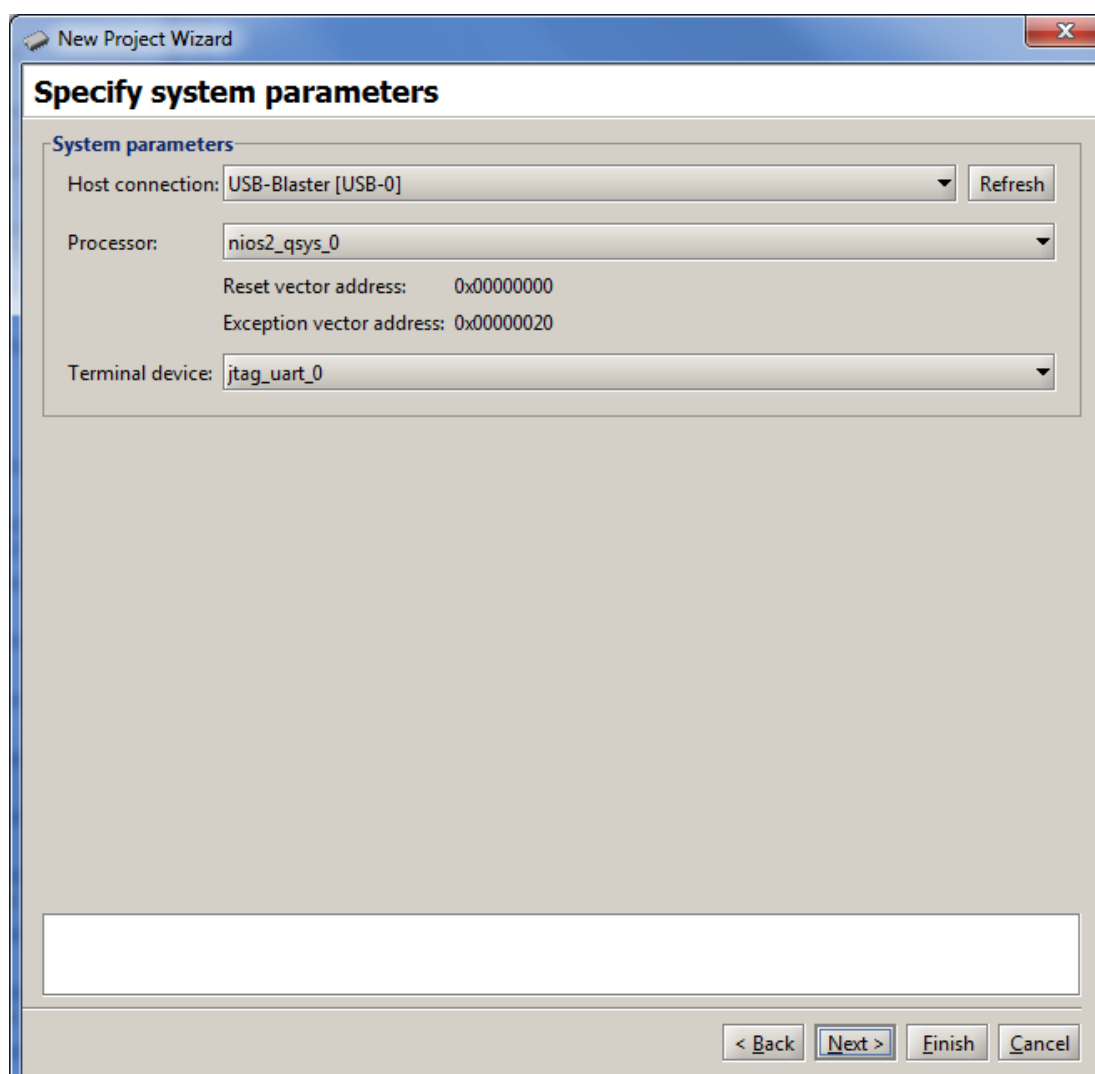 New Project Wizard
X
Specify system parameters
System parameters
Host connection: USB-Blaster [USB-0] Refresh
Processor: nios2_qsys_0
Reset vector address: 0x00000000
Exception vector address: 0x00000020
Terminal device: jtag_uart_0
< Back Next > Finish Cancel